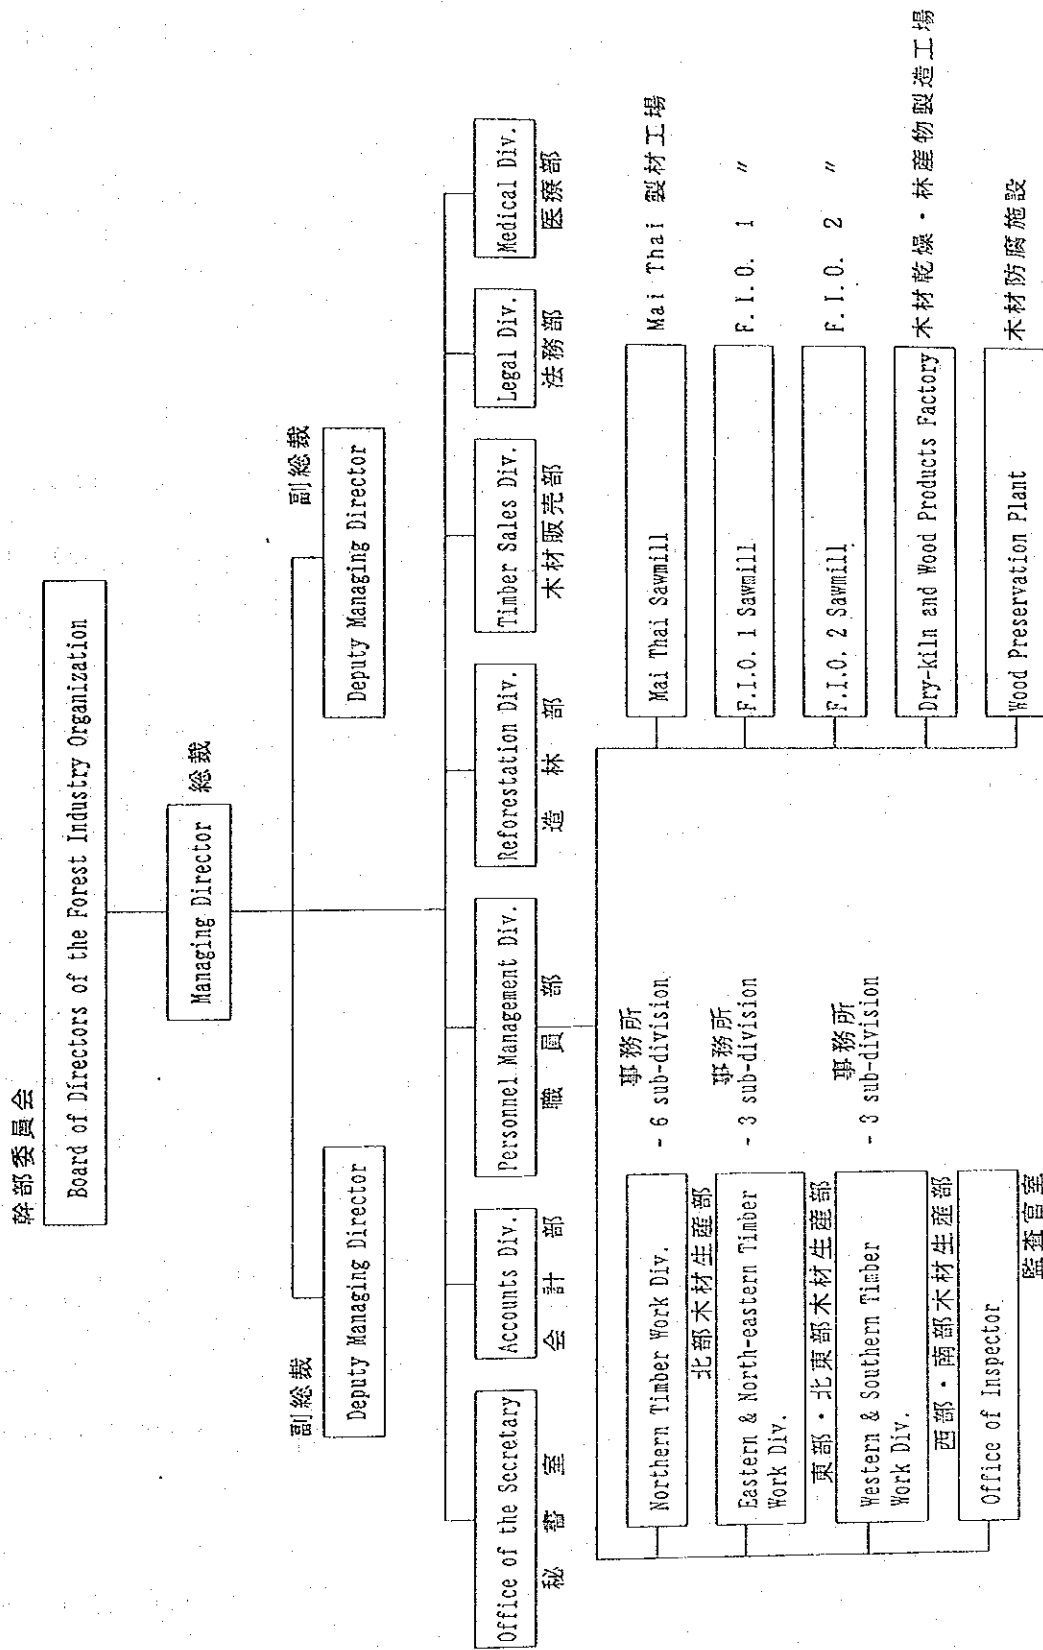 幹部委員会
Board of Directors of the Forest Industry Organization
Managing Director
総裁
副総裁
Deputy Managing Director
副総裁
Deputy Managing Director
Office of the Secretary
秘書室
Accounts Div.
会計部
Personnel Management Div.
職員部
Reforestation Div.
造林部
Timber Sales Div.
木材販売部
Legal Div.
法務部
Medical Div.
医療部
事務所
Northern Timber Work Div.
- 6 sub-division
北部木材生産部
事務所
Eastern & North-eastern Timber
Work Div.
- 3 sub-division
東部・北東部木材生産部
事務所
Western & Southern Timber
Work Div.
- 3 sub-division
西部・南部木材生産部
Office of Inspector
監査官室
Mai Thai Sawmill
Mai Thai 製材工場
F.I.O. 1 Sawmill
F.I.O. 1 〃
F.I.O. 2 Sawmill
F.I.O. 2 〃
Dry-kiln and Wood Products Factory
木材乾燥・林産物製造工場
Wood Preservation Plant
木材防腐施設